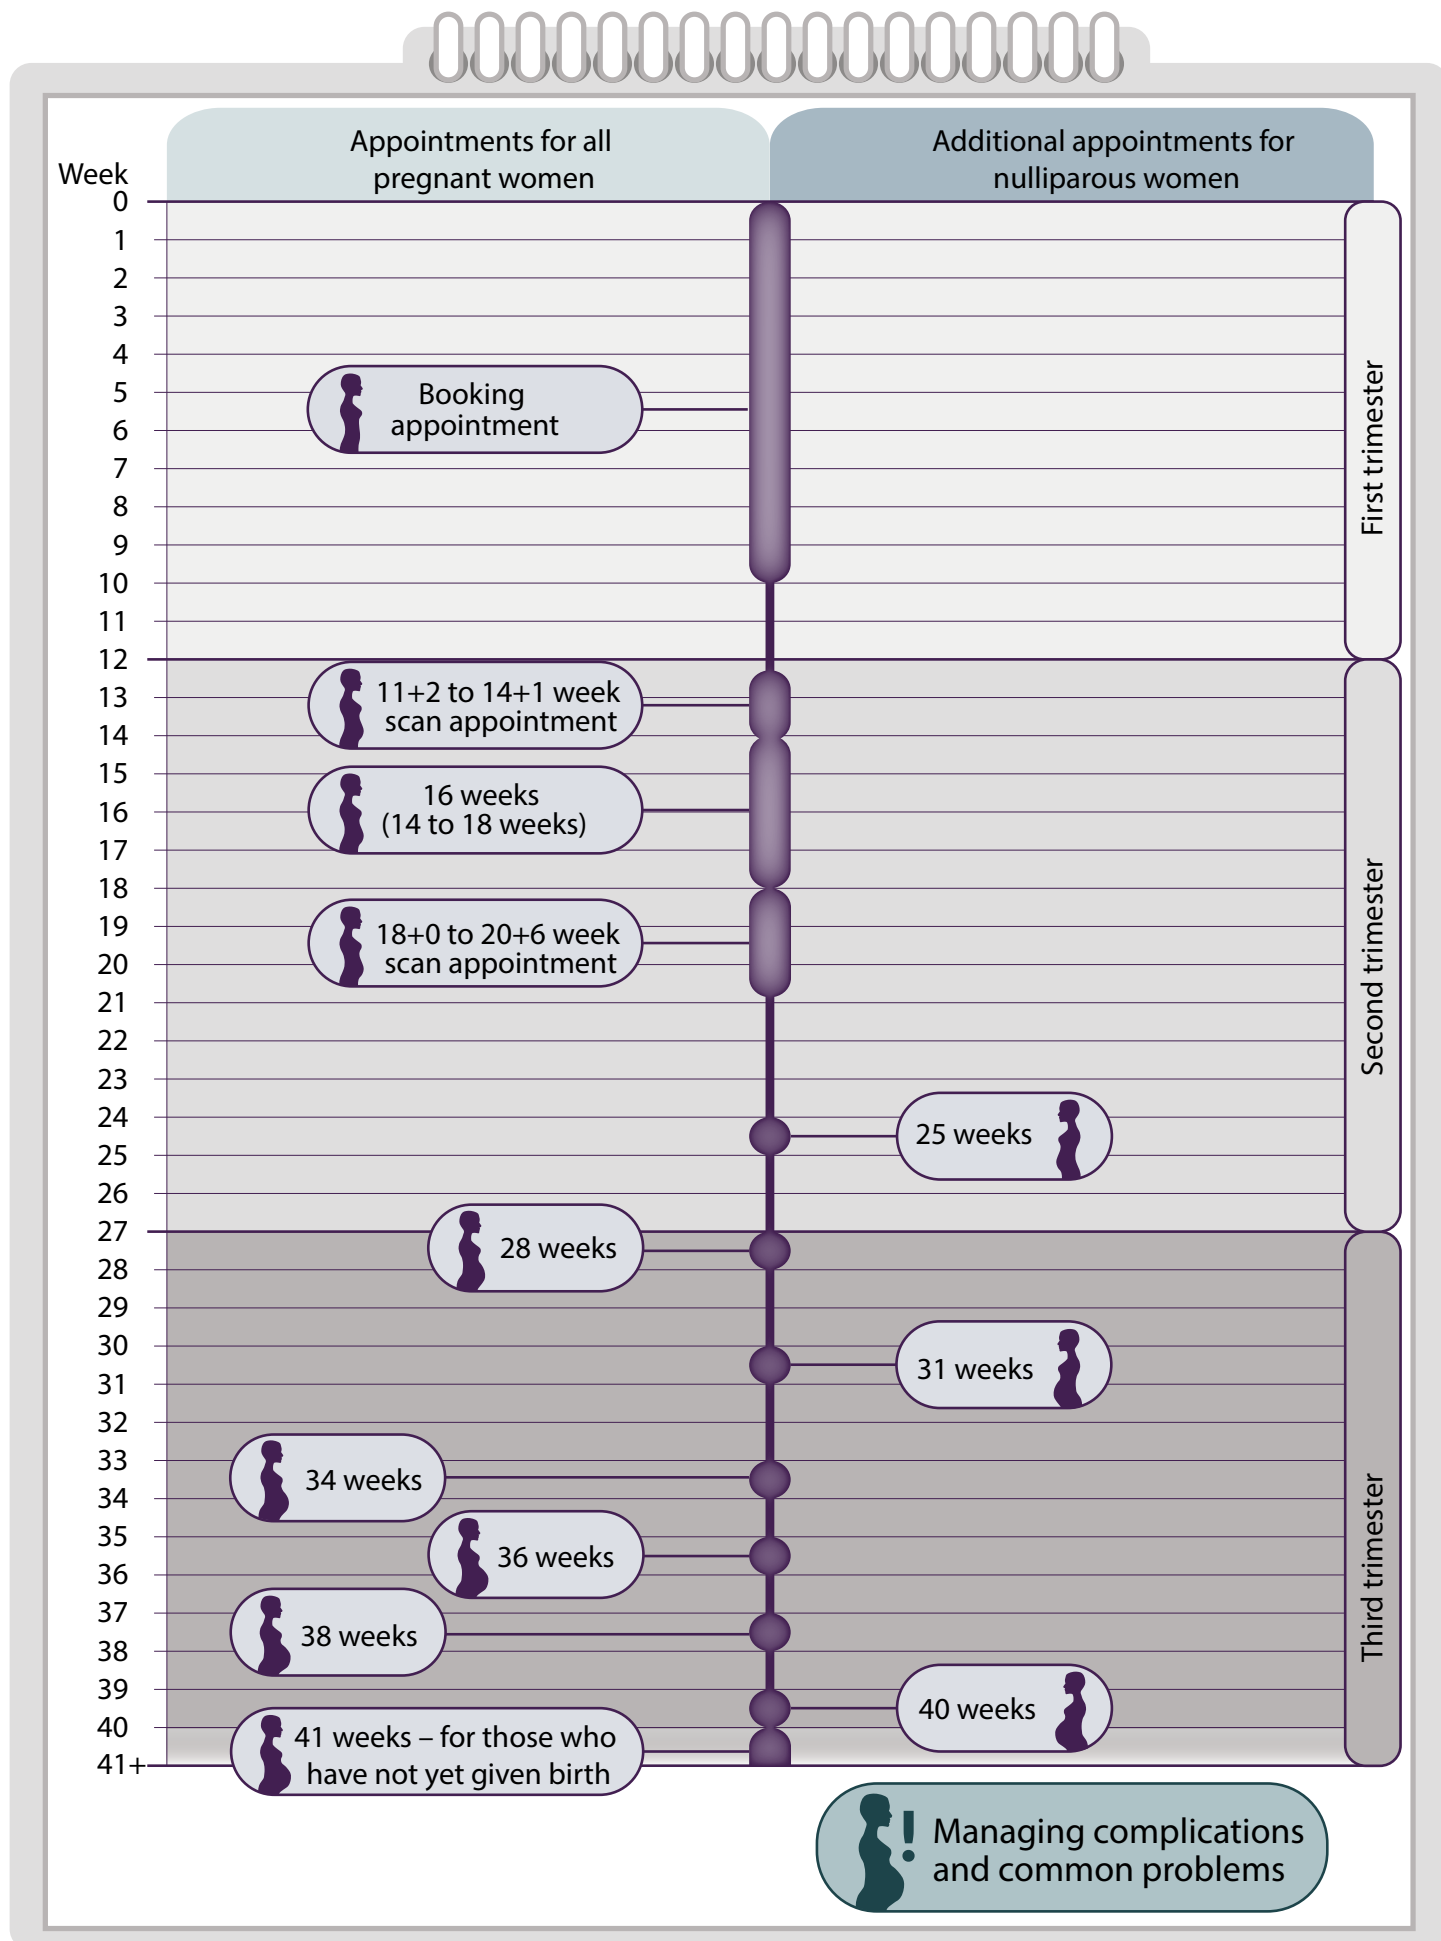 Appointments for all
pregnant women
Additional appointments for
nulliparous women
Week
0
1
2
3
4
5
6
7
8
9
10
11
12
13
14
15
16
17
18
19
20
21
22
23
24
25
26
27
28
29
30
31
32
33
34
35
36
37
38
39
40
41+
Booking
appointment
11+2 to 14+1 week
scan appointment
16 weeks
(14 to 18 weeks)
18+0 to 20+6 week
scan appointment
25 weeks
28 weeks
31 weeks
34 weeks
36 weeks
38 weeks
40 weeks
41 weeks – for those who
have not yet given birth
First trimester
Second trimester
Third trimester
! Managing complications
and common problems